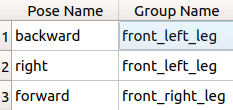 Pose Name Group Name
1 backward front_left_leg
2 right front_left_leg
3 forward front_right_leg